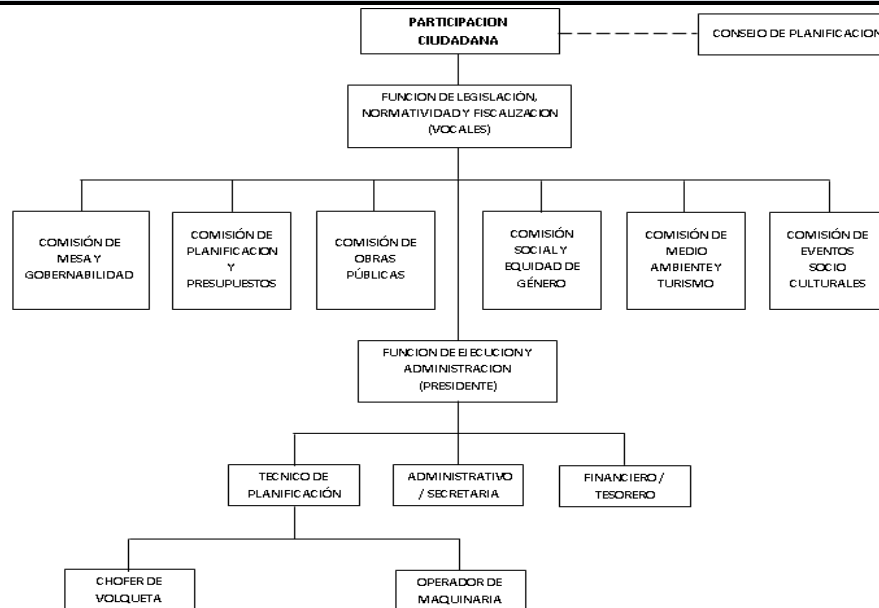 PARTICIPACION
CIUDADANA
CONSEJO DE PLANIFICACION
FUNCION DE LEGISLACIÓN,
NORMATIVIDAD Y FISCALIZACION
(VOCALES)
COMISIÓN DE
MESA Y
GOBERNABILIDAD
COMISIÓN DE
PLANIFICACION
Y
PRESUPUESTOS
COMISIÓN DE
OBRAS
PÚBLICAS
COMISIÓN
SOCIAL Y
EQUIDAD DE
GÉNERO
COMISIÓN DE
MEDIO
AMBIENTE Y
TURISMO
COMISIÓN DE
EVENTOS
SOCIO
CULTURALES
FUNCION DE EJECUCION Y
ADMINISTRACION
(PRESIDENTE)
TECNICO DE
PLANIFICACIÓN
ADMINISTRATIVO
/ SECRETARIA
FINANCIERO /
TESORERO
CHOFER DE
VOLQUETA
OPERADOR DE
MAQUINARIA